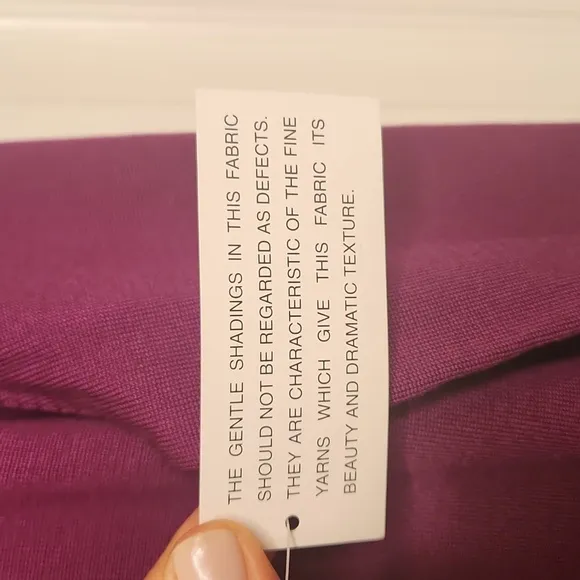 THE GENTLE SHADINGS IN THIS FABRIC
SHOULD NOT BE REGARDED AS DEFECTS.
THEY ARE CHARACTERISTIC OF THE FINE
YARNS WHICH GIVE THIS FABRIC ITS
BEAUTY AND DRAMATIC TEXTURE.